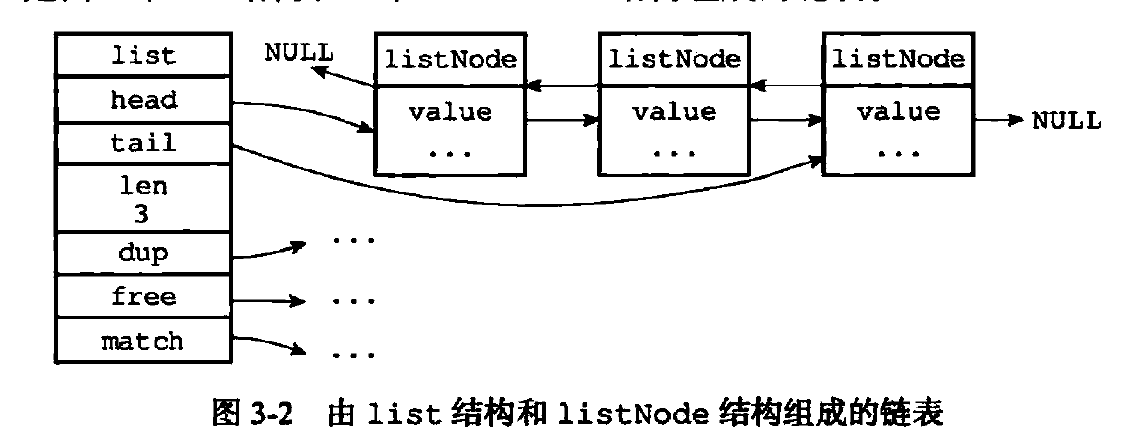 list
head
tail
len
3
dup
free
match
NULL
listNode
value
...
listNode
value
...
listNode
value
...
NULL
...
...
...
图 3-2 由 list 结构和 listNode 结构组成的链表